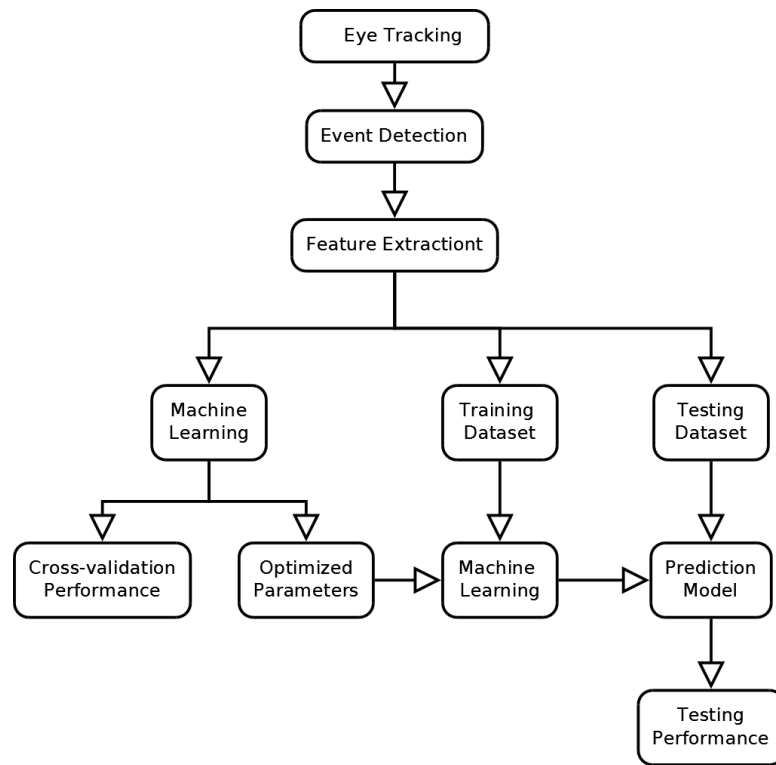 Eye Tracking
Event Detection
Feature Extractiont
Machine
Learning
Training
Dataset
Testing
Dataset
Cross-validation
Performance
Optimized
Parameters
Machine
Learning
Prediction
Model
Testing
Performance